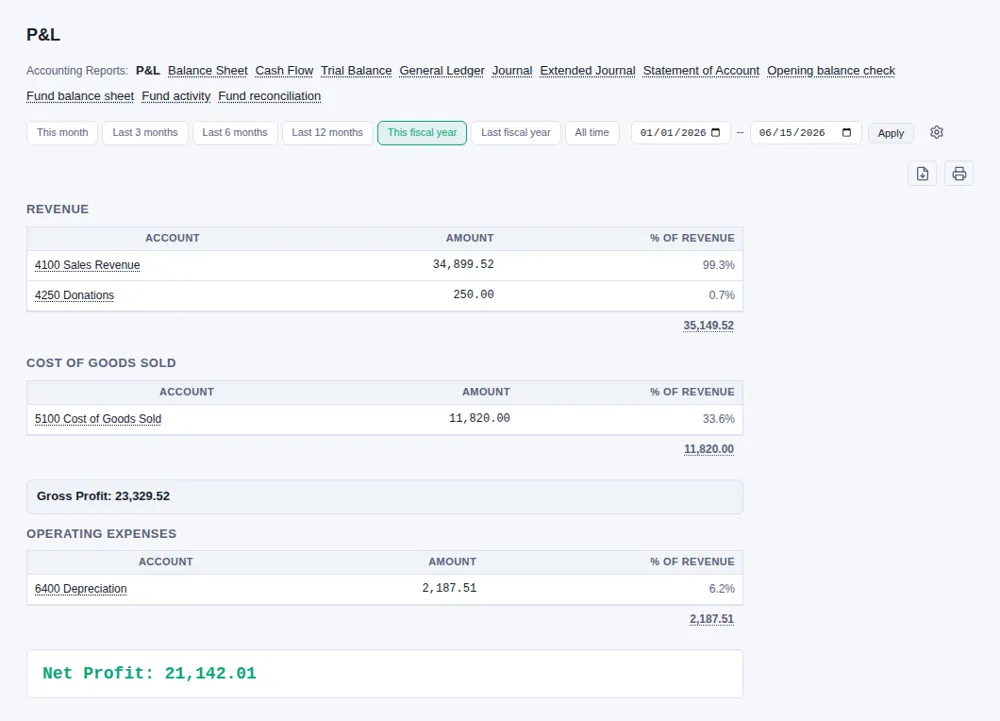 P&L
Accounting Reports: P&L Balance Sheet Cash Flow Trial Balance General Ledger Journal Extended Journal Statement of Account Opening balance check
Fund balance sheet Fund activity Fund reconciliation
This month Last 3 months Last 6 months Last 12 months This fiscal year Last fiscal year All time 01/01/2026 – 06/15/2026 Apply
REVENUE
ACCOUNT AMOUNT % OF REVENUE
4100 Sales Revenue 34,899.52 99.3%
4250 Donations 250.00 0.7%
35,149.52
COST OF GOODS SOLD
ACCOUNT AMOUNT % OF REVENUE
5100 Cost of Goods Sold 11,820.00 33.6%
11,820.00
Gross Profit: 23,329.52
OPERATING EXPENSES
ACCOUNT AMOUNT % OF REVENUE
6400 Depreciation 2,187.51 6.2%
2,187.51
Net Profit: 21,142.01